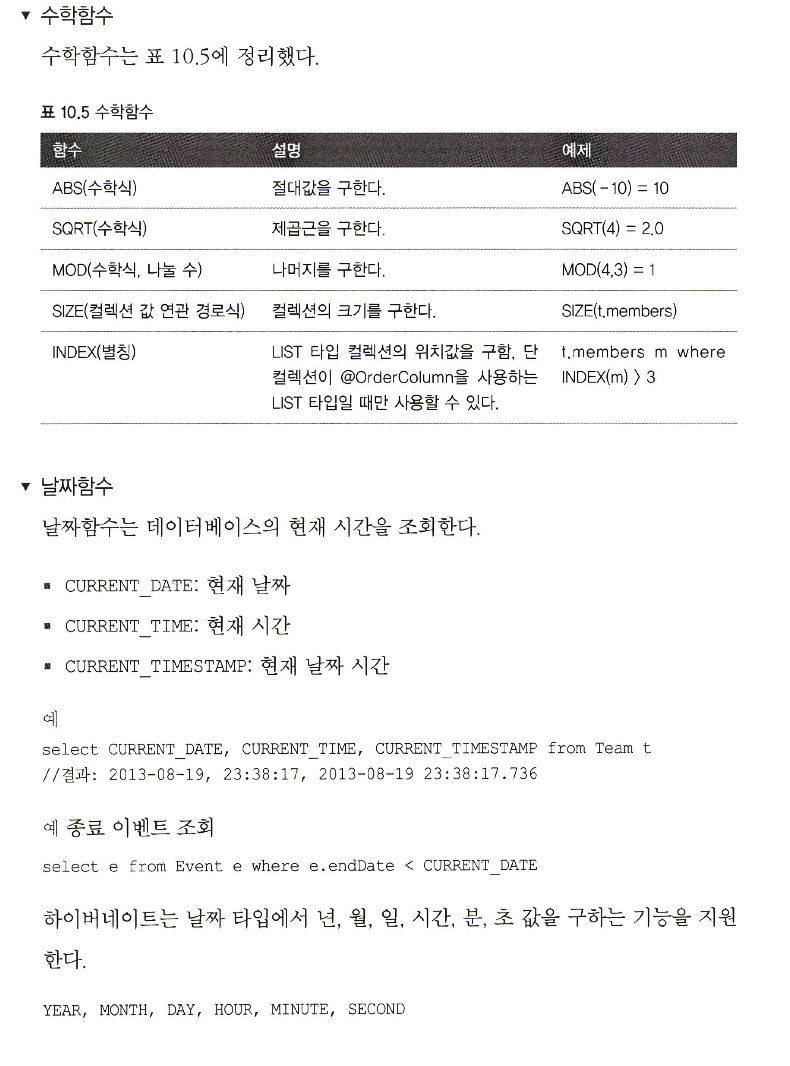 ▼ 수학함수
수학함수는 표 10.5에 정리했다.
표 10.5 수학함수
함수 설명 예제
ABS(수학식) 절대값을 구한다. ABS(-10) = 10
SQRT(수학식) 제곱근을 구한다. SQRT(4) = 2.0
MOD(수학식, 나눌 수) 나머지를 구한다. MOD(4,3) = 1
SIZE(컬렉션 값 연관 경로식) 컬렉션의 크기를 구한다. SIZE(t.members)
INDEX(별칭) LIST 타입 컬렉션의 위치값을 구함, 단 t.members m where
컬렉션이 @OrderColumn을 사용하는 INDEX(m) > 3
LIST 타입일 때만 사용할 수 있다.
▼ 날짜함수
날짜함수는 데이터베이스의 현재 시간을 조회한다.
▪ CURRENT_DATE: 현재 날짜
▪ CURRENT_TIME: 현재 시간
▪ CURRENT_TIMESTAMP: 현재 날짜 시간
예
select CURRENT_DATE, CURRENT_TIME, CURRENT_TIMESTAMP from Team t
//결과: 2013-08-19, 23:38:17, 2013-08-19 23:38:17.736
예 종료 이벤트 조회
select e from Event e where e.endDate < CURRENT_DATE
하이버네이트는 날짜 타입에서 년, 월, 일, 시간, 분, 초 값을 구하는 기능을 지원
한다.
YEAR, MONTH, DAY, HOUR, MINUTE, SECOND